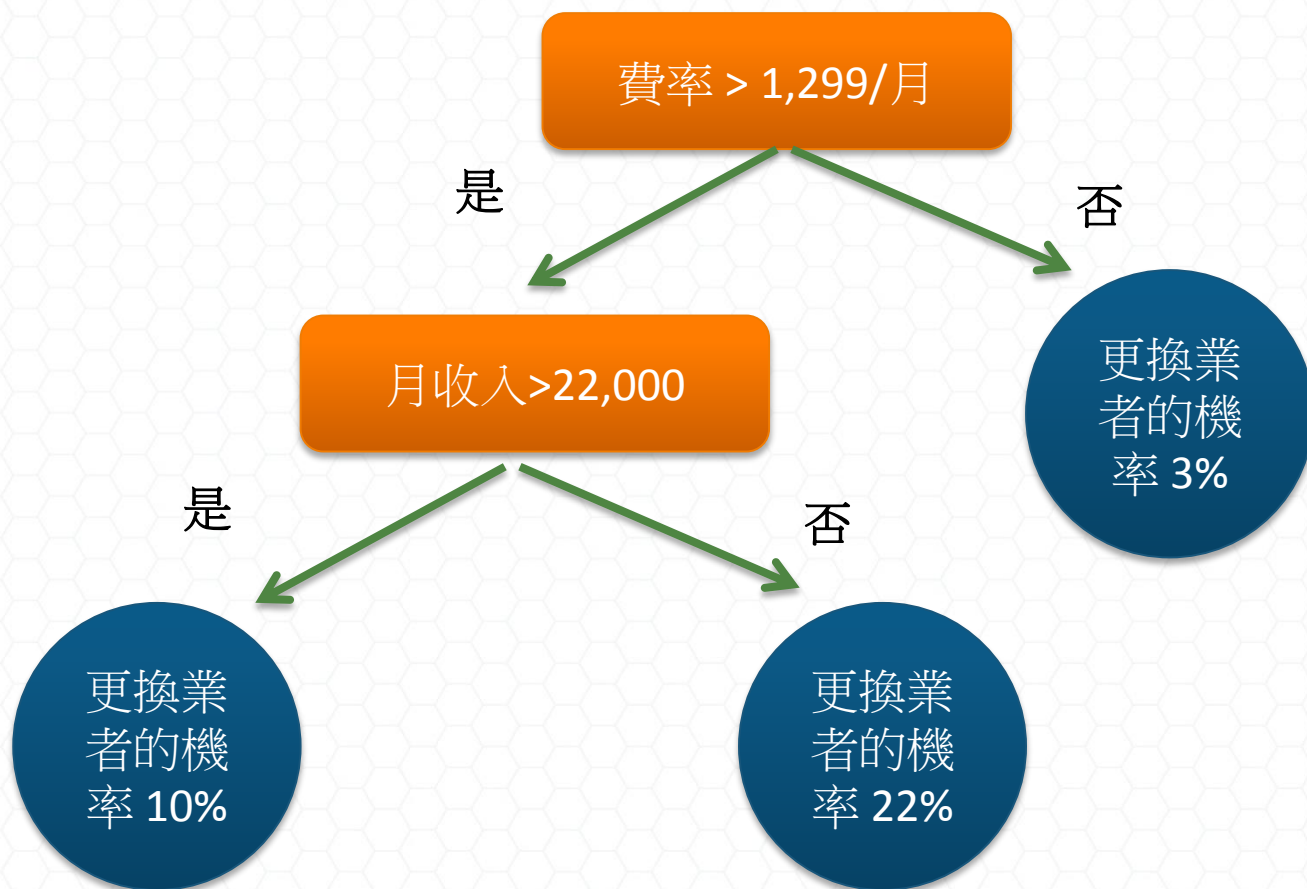 費率 > 1,299/月
是
否
月收入>22,000
更換業
者的機
率 3%
是
否
更換業
者的機
率 10%
更換業
者的機
率 22%